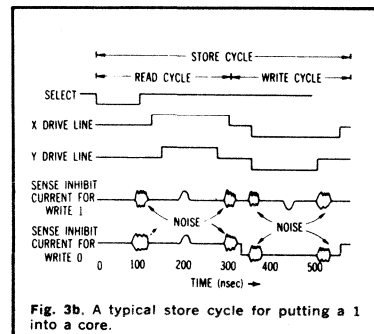 STORE CYCLE
READ CYCLE
WRITE CYCLE
SELECT
X DRIVE LINE
Y DRIVE LINE
SENSE INHIBIT
CURRENT FOR
WRITE 1
NOISE
NOISE
SENSE INHIBIT
CURRENT FOR
WRITE 0
0 100 200 300 400 500
TIME (nsec)
Fig. 3b. A typical store cycle for putting a 1
into a core.